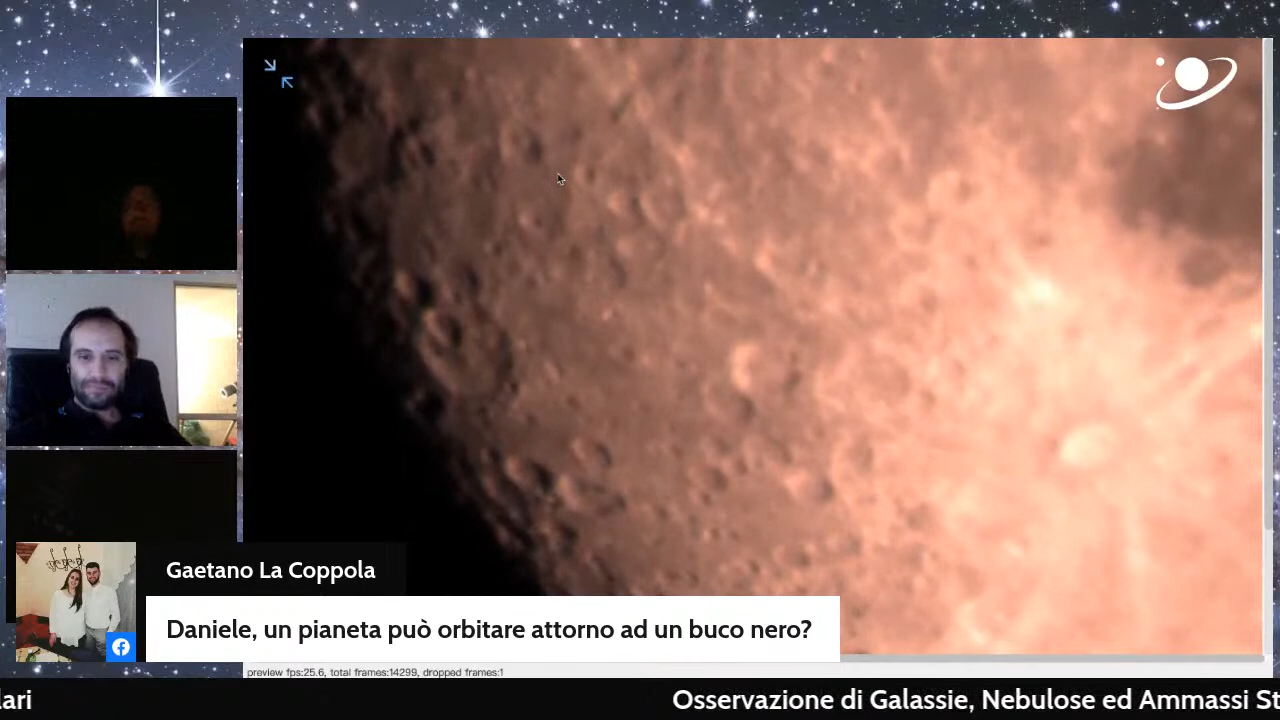 Gaetano La Coppola
Daniele, un pianeta può orbitare attorno ad un buco nero?
preview fps:25.6, total frames:14299, dropped frames:1
lari
Osservazione di Galassie, Nebulose ed Ammassi St